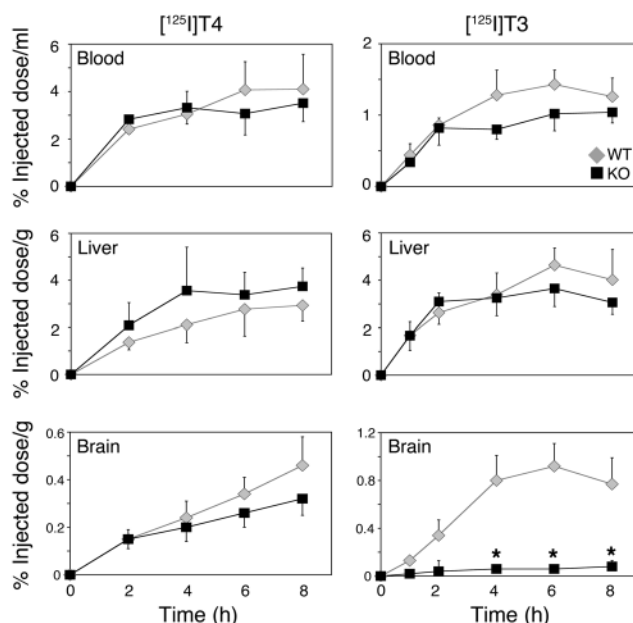 [¹²⁵I]T4
[¹²⁵I]T3
% Injected dose/ml
Blood
6
4
2
0
Blood
2
1
0
WT
KO
% Injected dose/g
Liver
6
4
2
0
Liver
6
4
2
0
% Injected dose/g
Brain
0.6
0.4
0.2
0
0 2 4 6 8
Time (h)
Brain
1.2
0.8
0.4
0
* * *
0 2 4 6 8
Time (h)